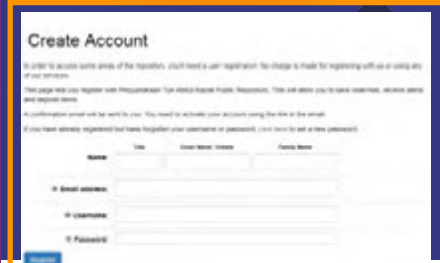 Create Account
In order to access some areas of the repository, you'll need a user registration. No charge is made for registering with us or using any
of our services.
This page lets you register with Perpustakaan Tun Abdul Razak Public Repository. This will allow you to save searches, receive alerts
and deposit items.
A confirmation email will be sent to you. You need to activate your account using the link in the email.
If you have already registered but have forgotten your username or password, click here to set a new password.
Title Given Name / Initials Family Name
Name:
Email address:
Username:
Password:
Register